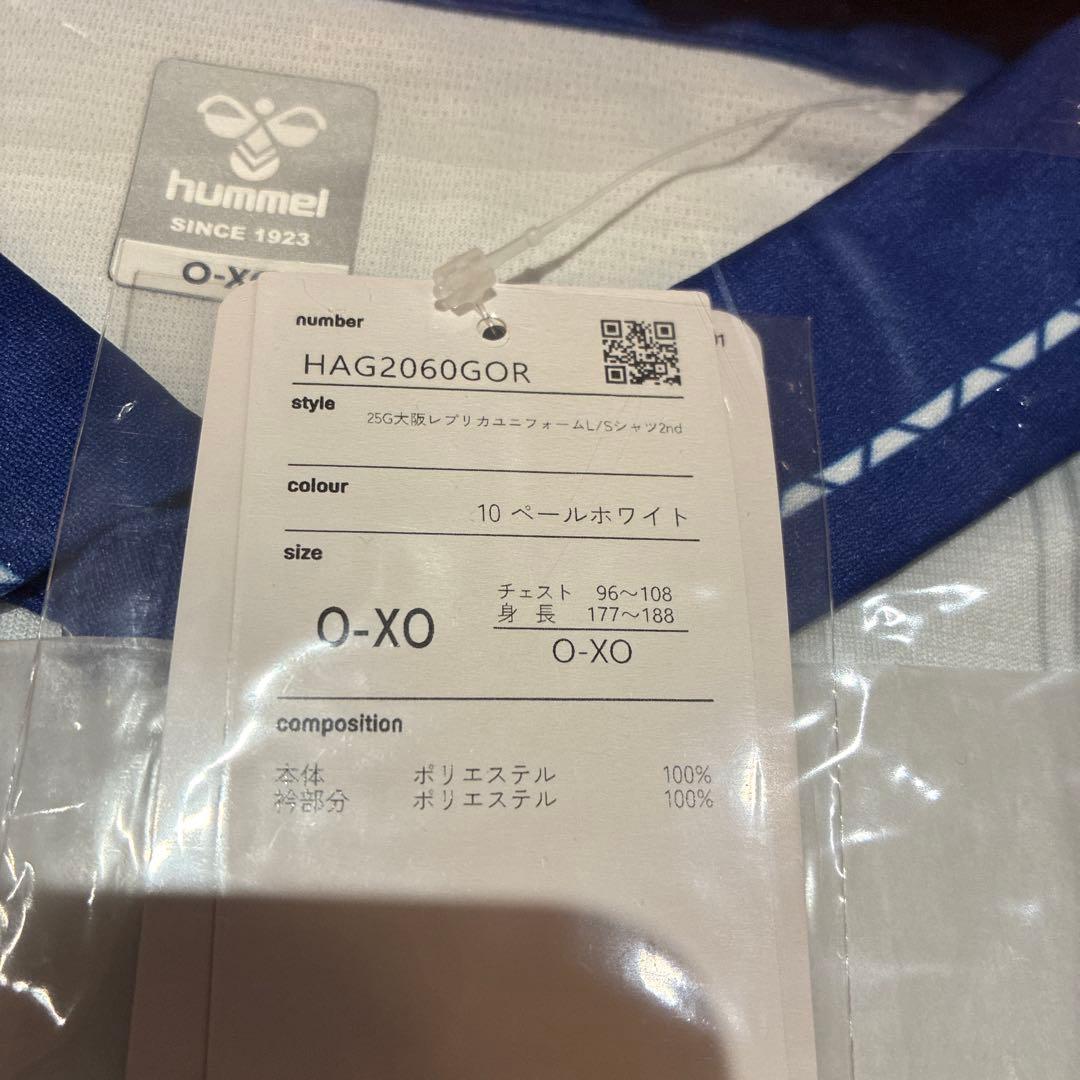 hummel
SINCE 1923
O-X
number
HAG2060GOR
style
25G大阪レプリカユニフォームL/Sシャツ2nd
colour
10 ペールホワイト
size
O-XO
チェスト 96～108
身長 177～188
O-XO
composition
本体 ポリエステル 100%
衿部分 ポリエステル 100%